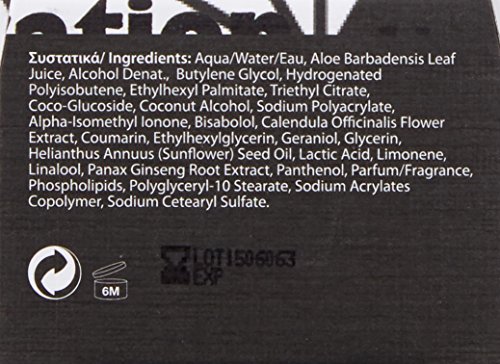 ation
Συστατικά/ Ingredients: Aqua/Water/Eau, Aloe Barbadensis Leaf
Juice, Alcohol Denat., Butylene Glycol, Hydrogenated
Polyisobutene, Ethylhexyl Palmitate, Triethyl Citrate,
Coco-Glucoside, Coconut Alcohol, Sodium Polyacrylate,
Alpha-Isomethyl Ionone, Bisabolol, Calendula Officinalis Flower
Extract, Coumarin, Ethylhexylglycerin, Geraniol, Glycerin,
Helianthus Annuus (Sunflower) Seed Oil, Lactic Acid, Limonene,
Linalool, Panax Ginseng Root Extract, Panthenol, Parfum/Fragrance,
Phospholipids, Polyglyceryl-10 Stearate, Sodium Acrylates
Copolymer, Sodium Cetearyl Sulfate.
6M
LOT1506063
EXP